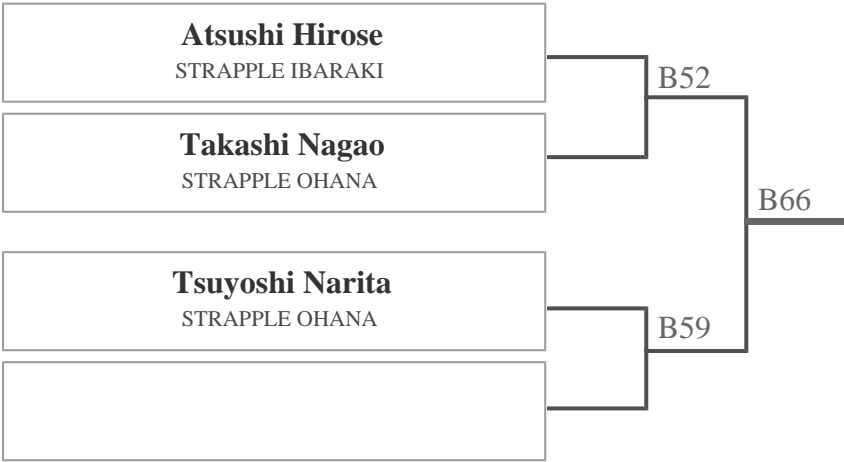 Atsushi Hirose
STRAPPLE IBARAKI
B52
Takashi Nagao
STRAPPLE OHANA
B66
Tsuyoshi Narita
STRAPPLE OHANA
B59